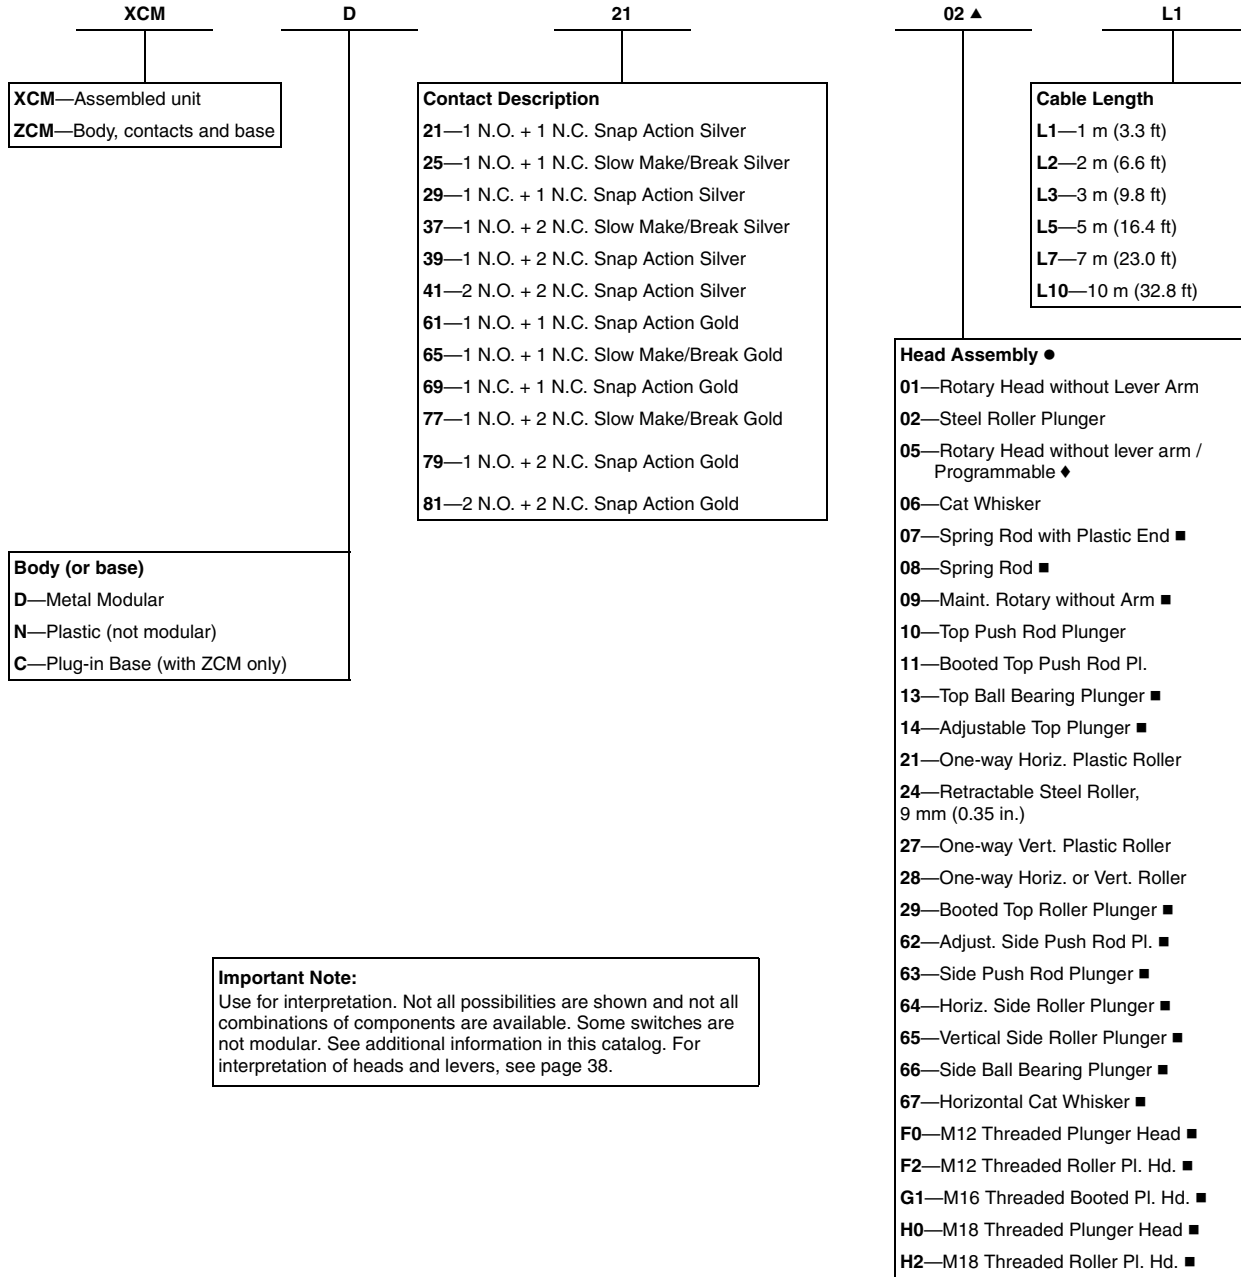 XCM D 21 02 ▲ L1
XCM—Assembled unit
ZCM—Body, contacts and base
Contact Description
21—1 N.O. + 1 N.C. Snap Action Silver
25—1 N.O. + 1 N.C. Slow Make/Break Silver
29—1 N.C. + 1 N.C. Snap Action Silver
37—1 N.O. + 2 N.C. Slow Make/Break Silver
39—1 N.O. + 2 N.C. Snap Action Silver
41—2 N.O. + 2 N.C. Snap Action Silver
61—1 N.O. + 1 N.C. Snap Action Gold
65—1 N.O. + 1 N.C. Slow Make/Break Gold
69—1 N.C. + 1 N.C. Snap Action Gold
77—1 N.O. + 2 N.C. Slow Make/Break Gold
79—1 N.O. + 2 N.C. Snap Action Gold
81—2 N.O. + 2 N.C. Snap Action Gold
Cable Length
L1—1 m (3.3 ft)
L2—2 m (6.6 ft)
L3—3 m (9.8 ft)
L5—5 m (16.4 ft)
L7—7 m (23.0 ft)
L10—10 m (32.8 ft)
Body (or base)
D—Metal Modular
N—Plastic (not modular)
C—Plug-in Base (with ZCM only)
Head Assembly ●
01—Rotary Head without Lever Arm
02—Steel Roller Plunger
05—Rotary Head without lever arm /
Programmable ♦
06—Cat Whisker
07—Spring Rod with Plastic End ■
08—Spring Rod ■
09—Maint. Rotary without Arm ■
10—Top Push Rod Plunger
11—Booted Top Push Rod Pl.
13—Top Ball Bearing Plunger ■
14—Adjustable Top Plunger ■
21—One-way Horiz. Plastic Roller
24—Retractable Steel Roller,
9 mm (0.35 in.)
27—One-way Vert. Plastic Roller
28—One-way Horiz. or Vert. Roller
29—Booted Top Roller Plunger ■
62—Adjust. Side Push Rod Pl. ■
63—Side Push Rod Plunger ■
64—Horiz. Side Roller Plunger ■
65—Vertical Side Roller Plunger ■
66—Side Ball Bearing Plunger ■
67—Horizontal Cat Whisker ■
F0—M12 Threaded Plunger Head ■
F2—M12 Threaded Roller Pl. Hd. ■
G1—M16 Threaded Booted Pl. Hd. ■
H0—M18 Threaded Plunger Head ■
H2—M18 Threaded Roller Pl. Hd. ■
Important Note:
Use for interpretation. Not all possibilities are shown and not all
combinations of components are available. Some switches are
not modular. See additional information in this catalog. For
interpretation of heads and levers, see page 38.